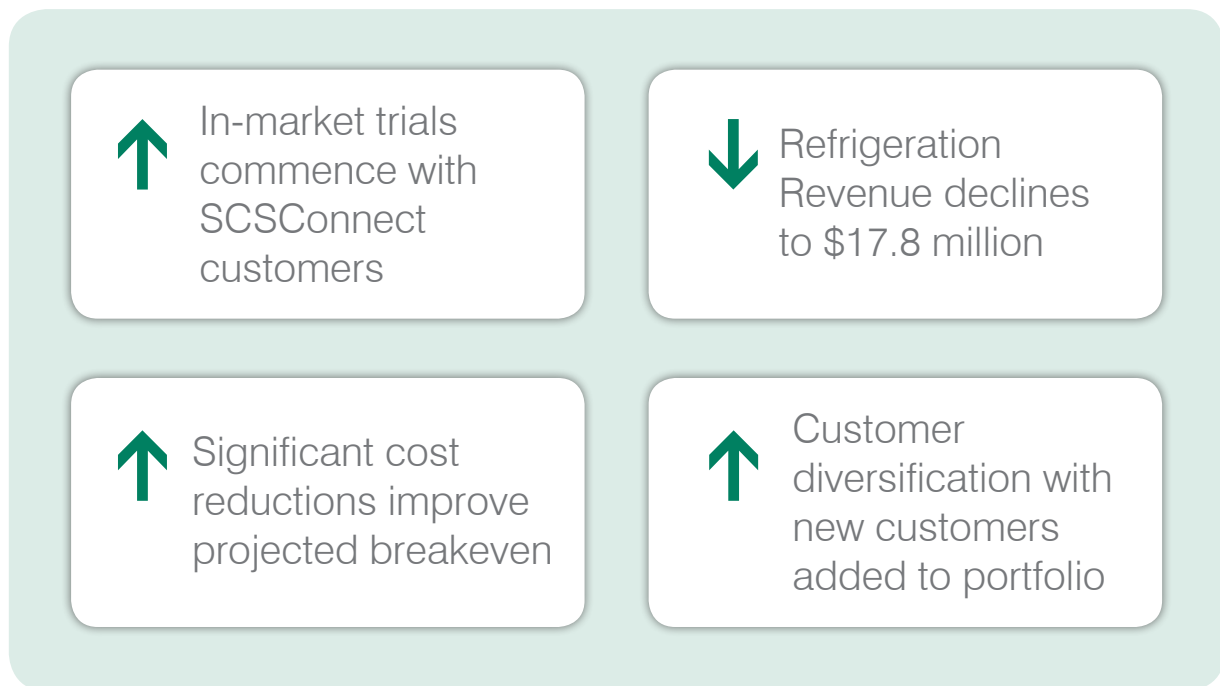 In-market trials
commence with
SCSConnect
customers
Refrigeration
Revenue declines
to $17.8 million
Significant cost
reductions improve
projected breakeven
Customer
diversification with
new customers
added to portfolio